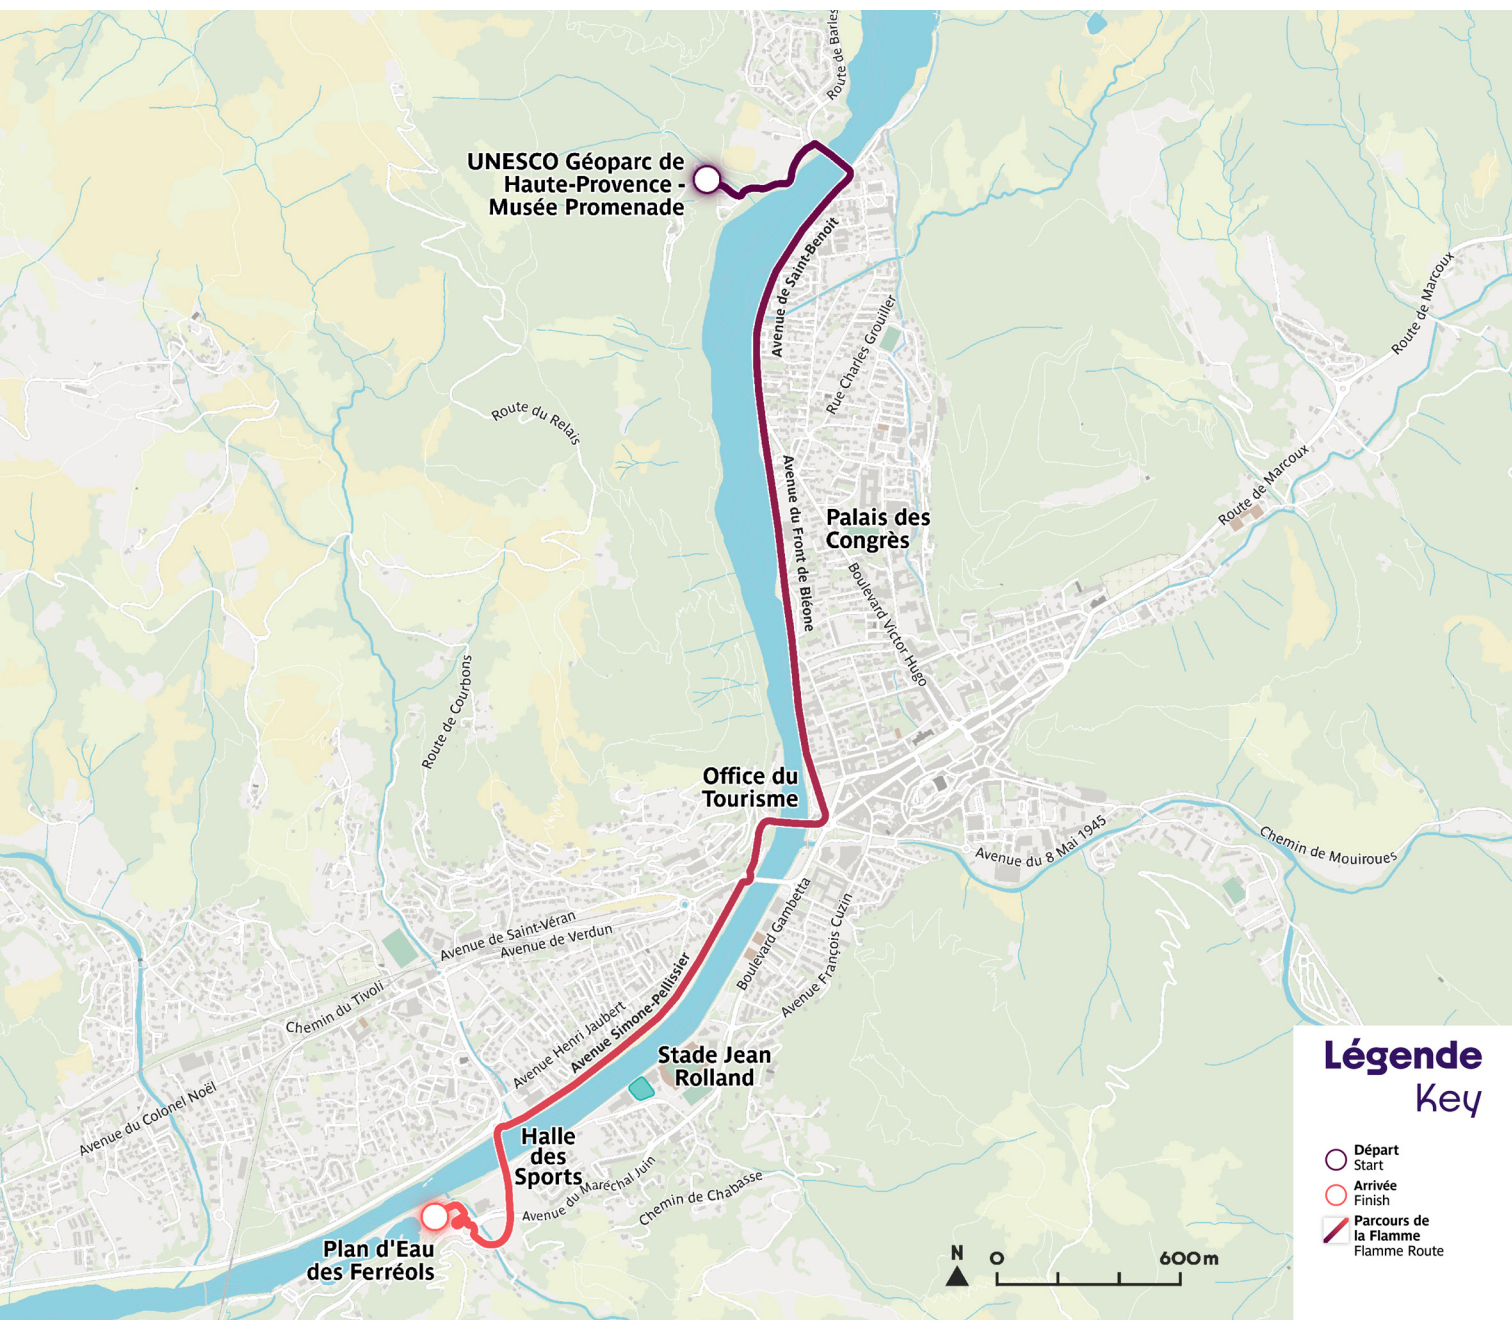 Route de Barles
UNESCO Géoparc de
Haute-Provence -
Musée Promenade
Avenue de Saint-Benoit
Route de Marcoux
Rue Charles Grouiller
Route du Relais
Route de Marcoux
Avenue du Front de Bléone
Palais des
Congrès
Boulevard Victor Hugo
Route de Courbons
Office du
Tourisme
Avenue du 8 Mai 1945
Chemin de Mouiroues
Boulevard Gambetta
Avenue François Cuzin
Avenue de Saint-Véran
Avenue de Verdun
Chemin du Tivoli
Avenue Henri Jaubert
Avenue Simone-Pellissier
Stade Jean
Rolland
Avenue du Colonel Noël
Halle
des
Sports
Avenue du Maréchal Juin
Chemin de Chabasse
Plan d'Eau
des Ferréols
N
0
600m
Légende
Key
Départ
Start
Arrivée
Finish
Parcours de
la Flamme
Flamme Route